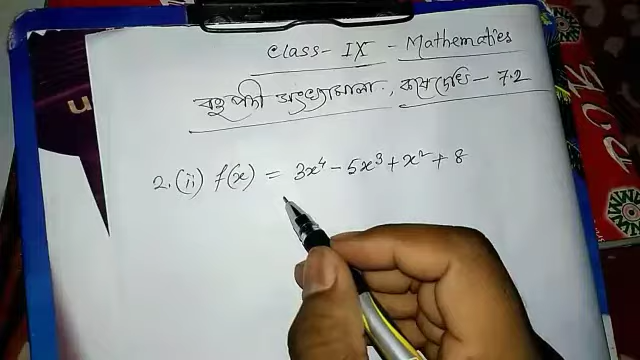 Class- IX - Mathematics
বহুপদী সংখ্যামালা, কষে দেখি- 7.2
2.(ii) f(x) = 3x⁴ - 5x³ + x² + 8